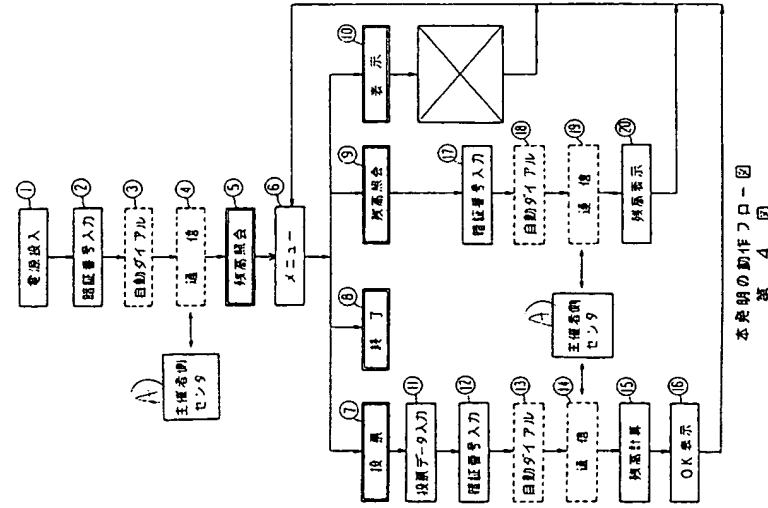 電源投入 ①
暗証番号入力 ②
自動ダイアル ③
通信 ④
A
主催者側
センタ
残高照会 ⑤
メニュー ⑥
投票 ⑦
終了 ⑧
残高照会 ⑨
表示 ⑩
投票データ入力 ⑪
暗証番号入力 ⑫
自動ダイアル ⑬
通信 ⑭
A
主催者側
センタ
残高計算 ⑮
OK表示 ⑯
暗証番号入力 ⑰
自動ダイアル ⑱
通信 ⑲
残高表示 ⑳
本発明の動作フロー図
第4図